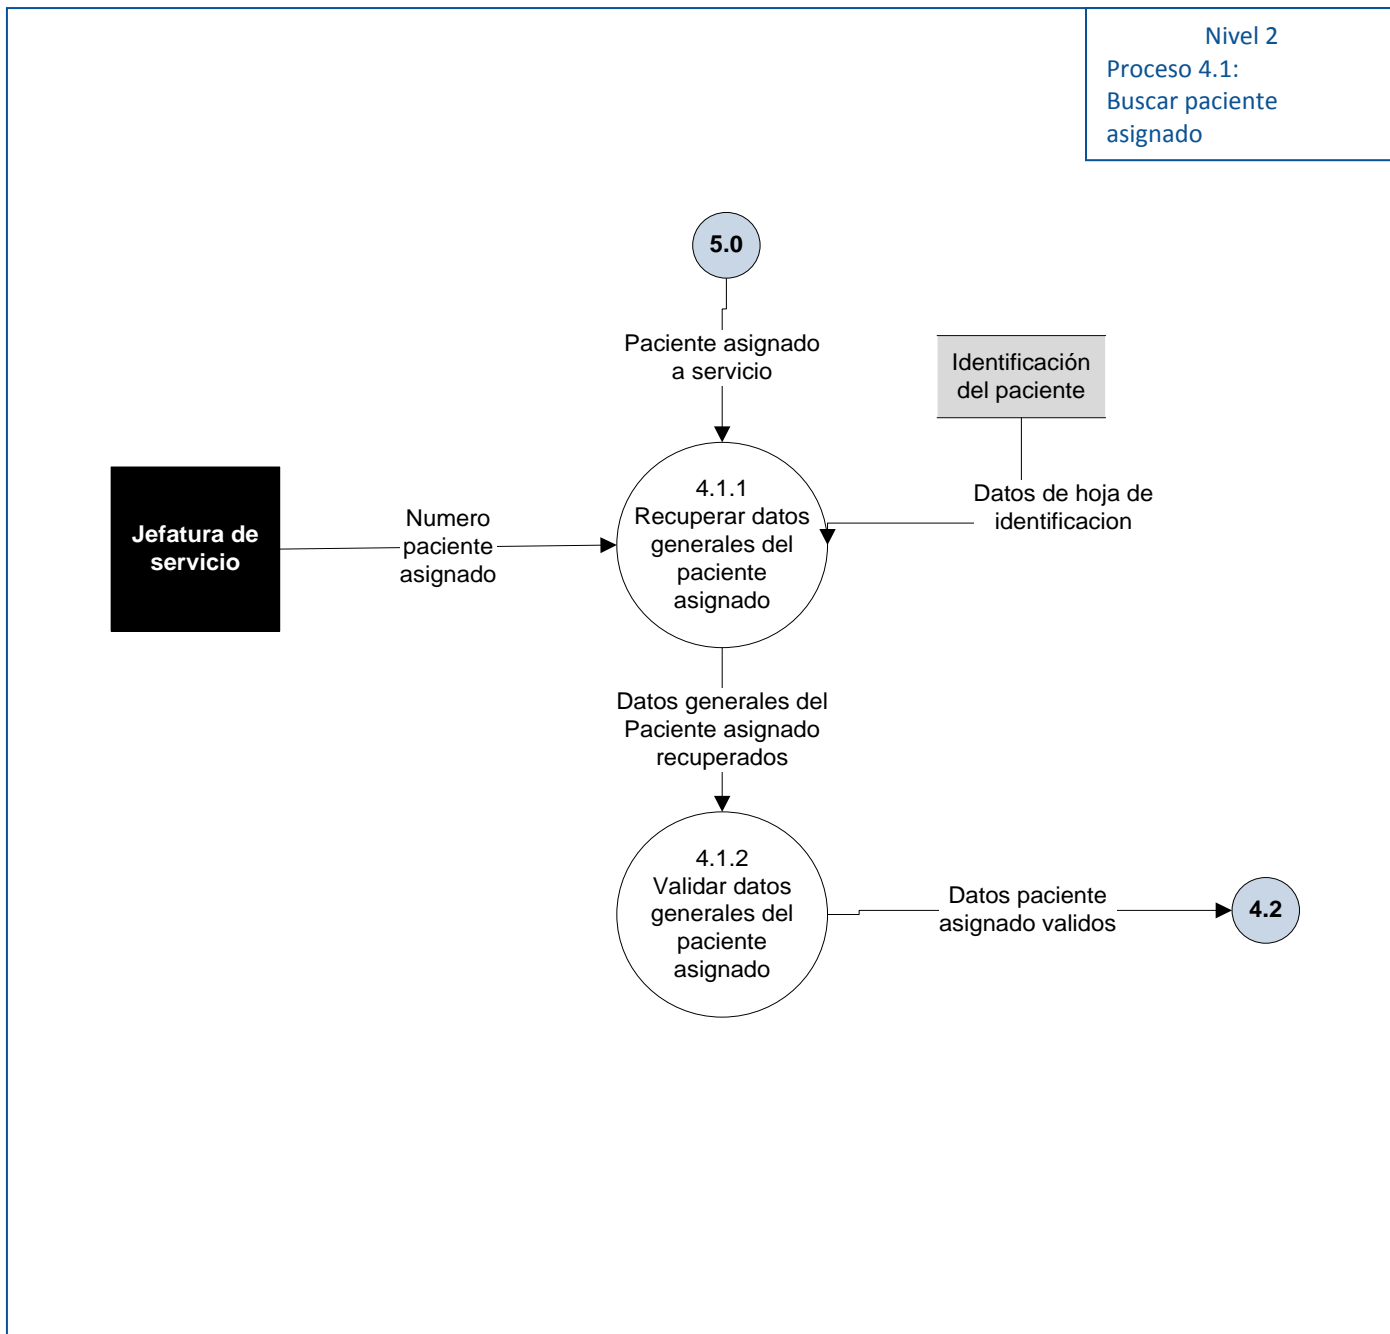 Nivel 2
Proceso 4.1:
Buscar paciente
asignado
5.0
Paciente asignado
a servicio
Identificación
del paciente
Jefatura de
servicio
Numero
paciente
asignado
4.1.1
Recuperar datos
generales del
paciente
asignado
Datos de hoja de
identificacion
Datos generales del
Paciente asignado
recuperados
4.1.2
Validar datos
generales del
paciente
asignado
Datos paciente
asignado validos
4.2